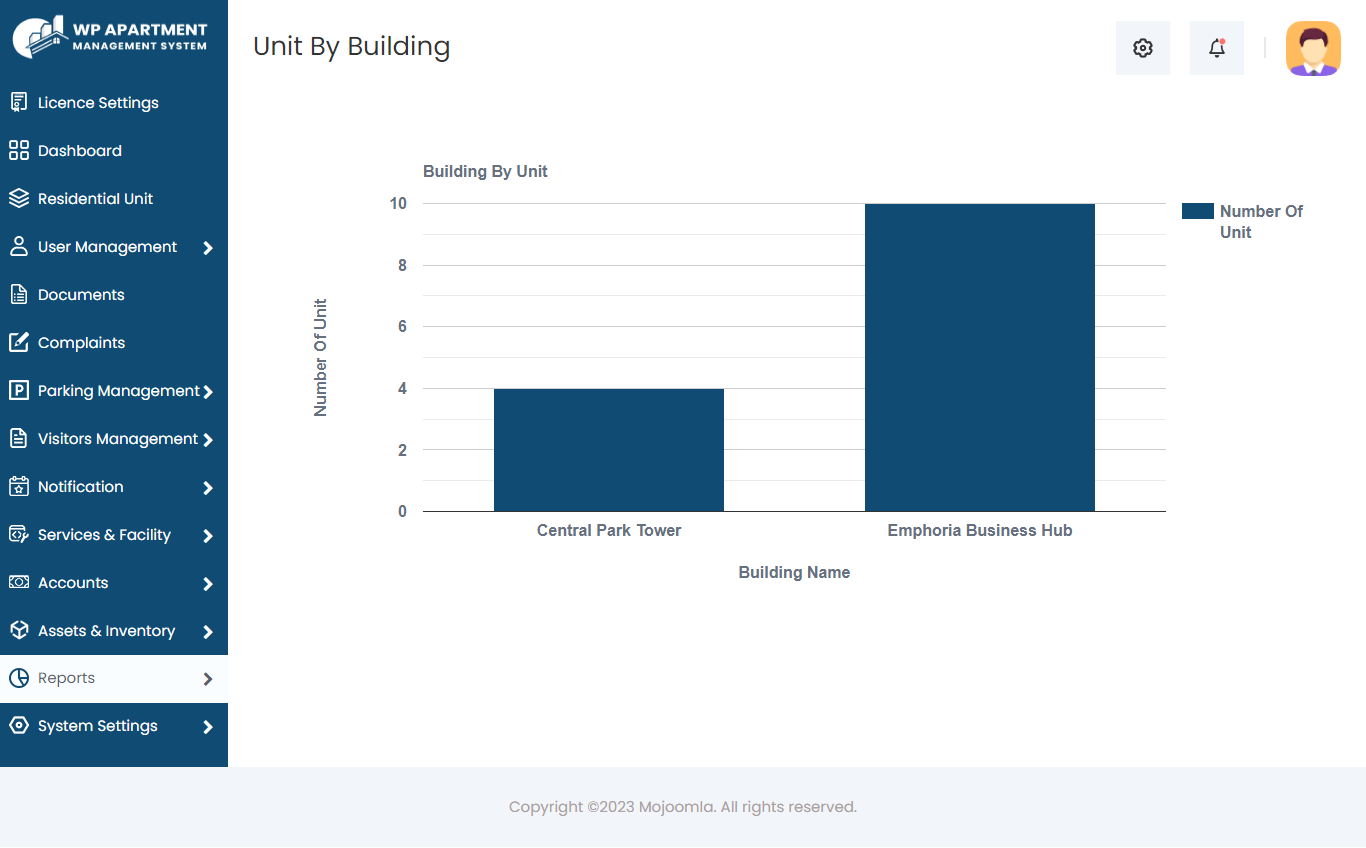 WP APARTMENT
MANAGEMENT SYSTEM
Licence Settings
Dashboard
Residential Unit
User Management
Documents
Complaints
P Parking Management
Visitors Management
Notification
Services & Facility
Accounts
Assets & Inventory
Reports
System Settings
Unit By Building
Building By Unit
10
8
6
4
2
0
Number Of Unit
Central Park Tower
Emphoria Business Hub
Building Name
Number Of
Unit
Copyright ©2023 Mojoomla. All rights reserved.